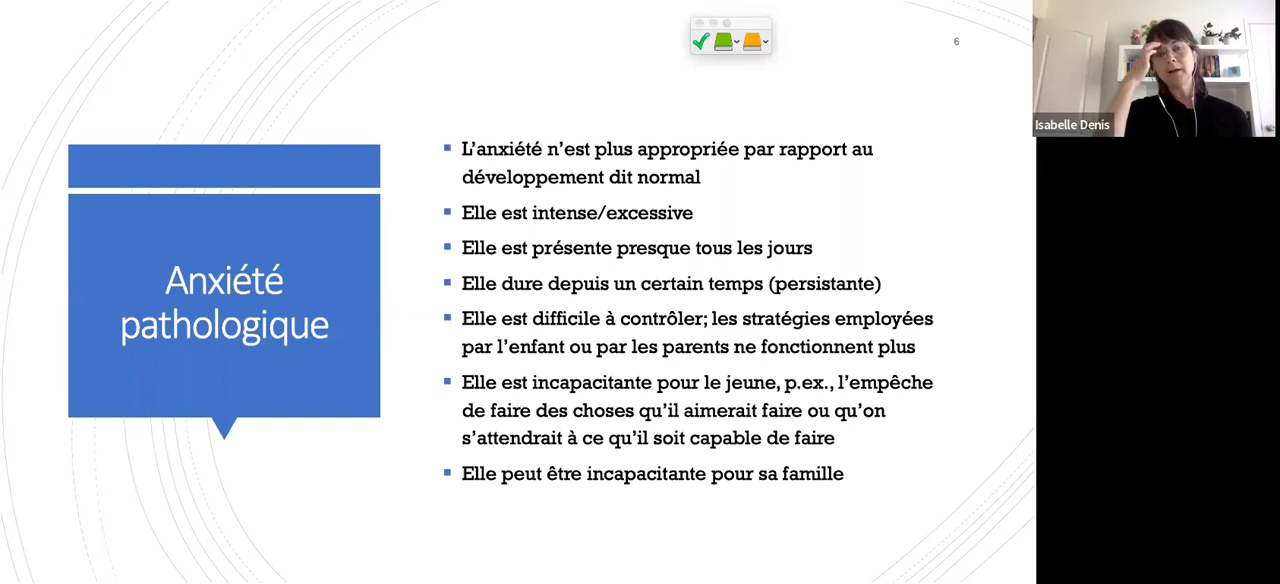 6
Isabelle Denis
Anxiété
pathologique
L’anxiété n’est plus appropriée par rapport au
développement dit normal
Elle est intense/excessive
Elle est présente presque tous les jours
Elle dure depuis un certain temps (persistante)
Elle est difficile à contrôler; les stratégies employées
par l’enfant ou par les parents ne fonctionnent plus
Elle est incapacitante pour le jeune, p.ex., l’empêche
de faire des choses qu’il aimerait faire ou qu’on
s’attendrait à ce qu’il soit capable de faire
Elle peut être incapacitante pour sa famille